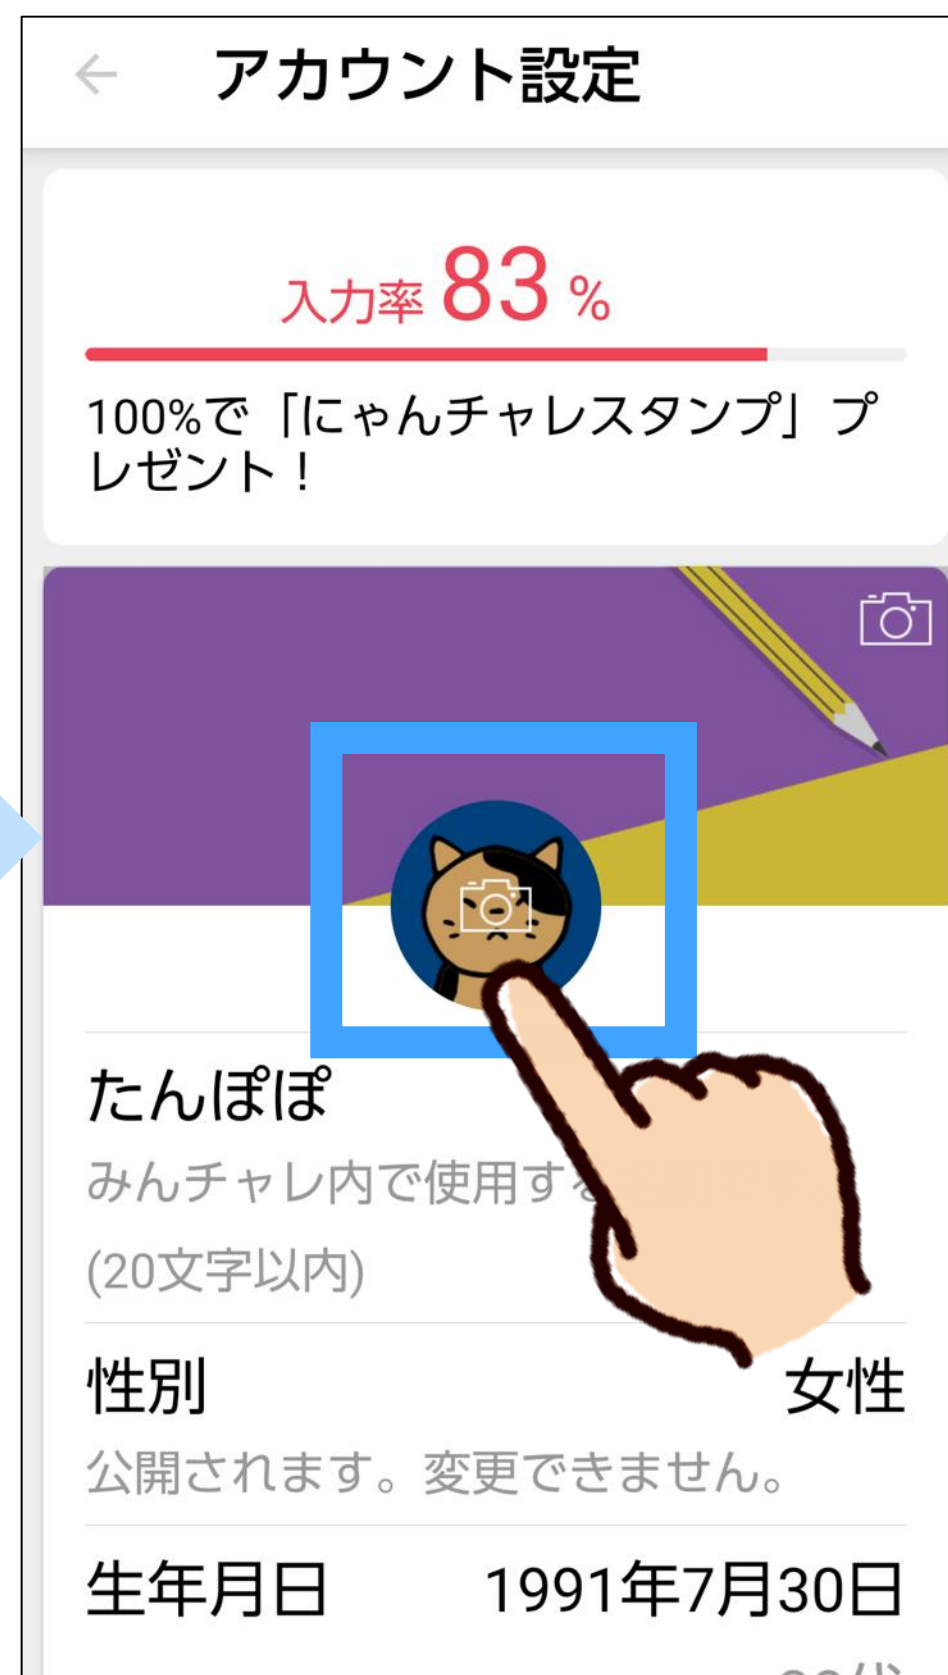 アカウント設定
入力率 83 %
100%で「にゃんチャレスタンプ」プ
レゼント！
たんぽぽ
みんチャレ内で使用する
(20文字以内)
性別 女性
公開されます。変更できません。
生年月日 1991年7月30日